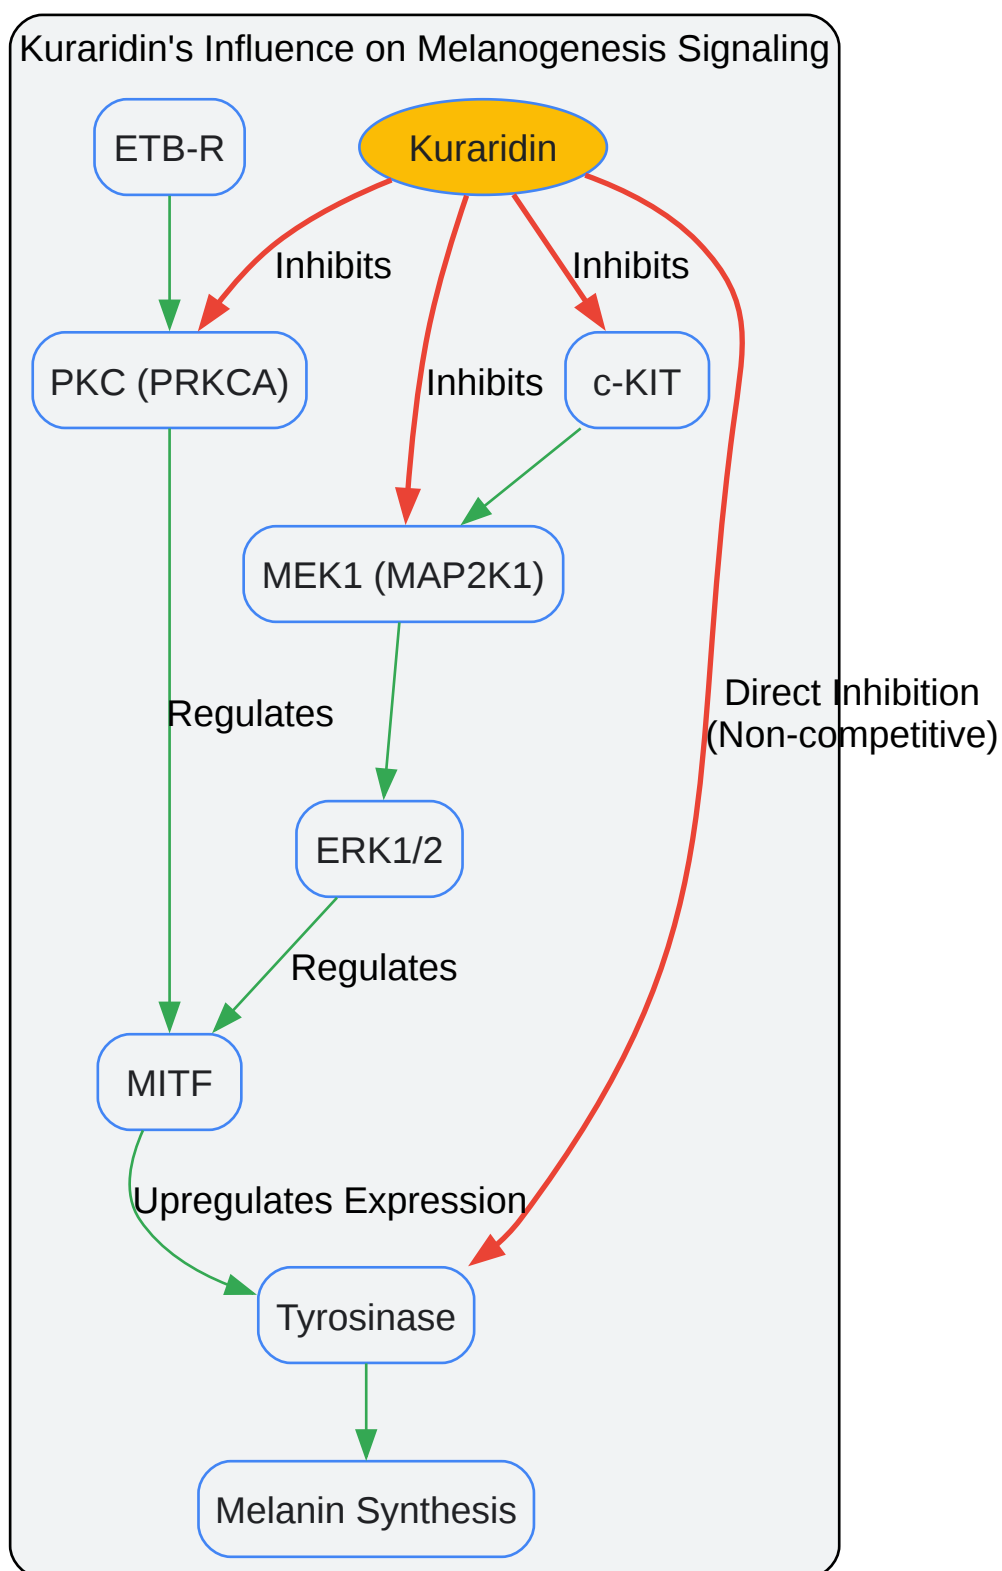 Kuraridin's Influence on Melanogenesis Signaling
ETB-R
Kuraridin
Inhibits
Inhibits
PKC (PRKCA)
Inhibits
c-KIT
MEK1 (MAP2K1)
Direct Inhibition
(Non-competitive)
Regulates
ERK1/2
Regulates
MITF
Upregulates Expression
Tyrosinase
Melanin Synthesis